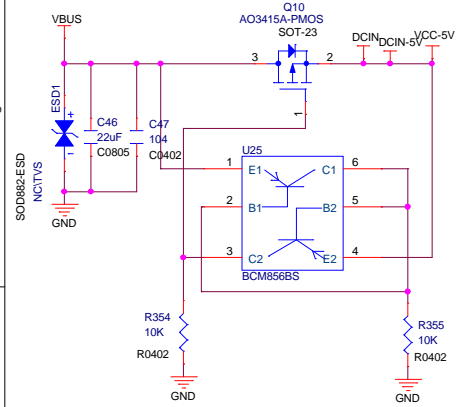 VBUS
Q10
AO3415A-PMOS
SOT-23
DCIN
DCIN-5V
VCC-5V
3
2
1
ESD1
+
-
SOD882-ESD
NC\TVS
C46
22uF
C0805
C47
104
C0402
GND
U25
1
E1
C1
6
2
B1
B2
5
3
C2
E2
4
BCM856BS
R354
10K
R0402
GND
R355
10K
R0402
GND